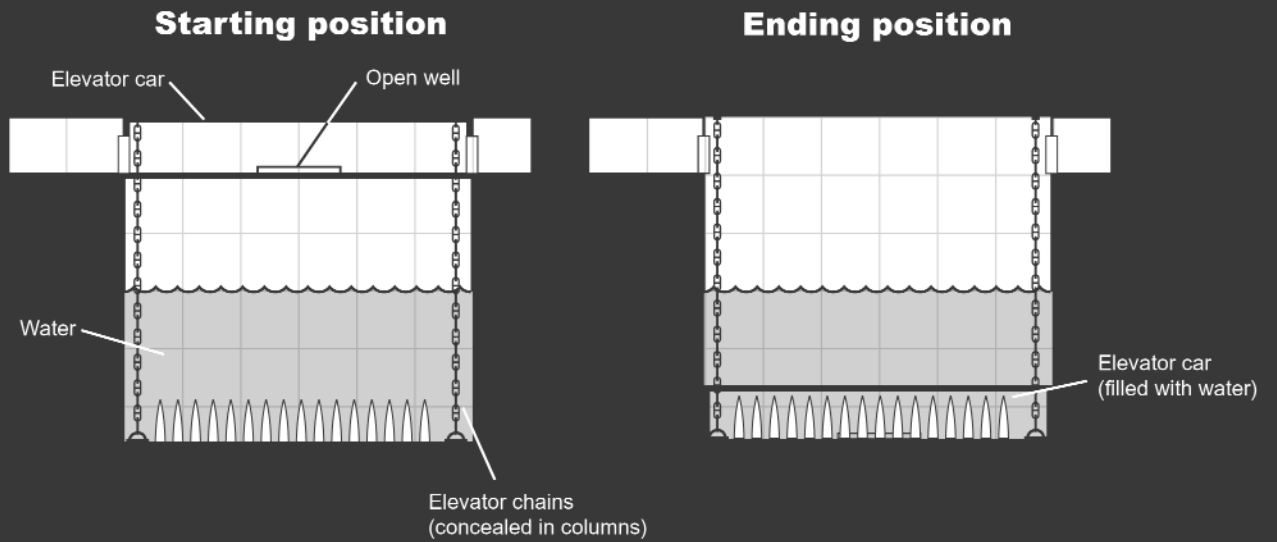 Starting position
Ending position
Elevator car
Open well
Water
Elevator car
(filled with water)
Elevator chains
(concealed in columns)